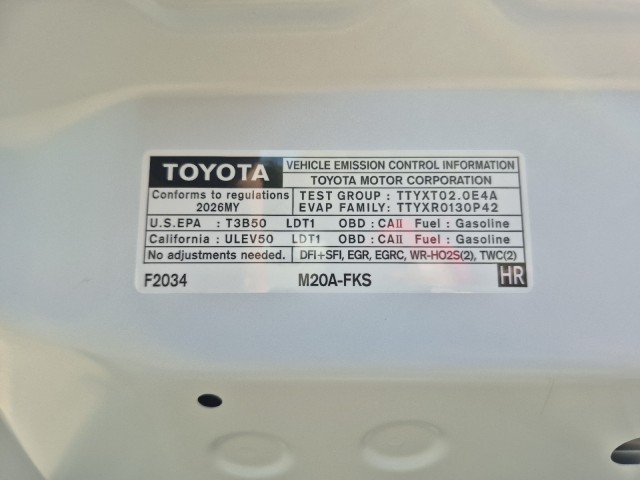 TOYOTA
VEHICLE EMISSION CONTROL INFORMATION
TOYOTA MOTOR CORPORATION
Conforms to regulations
2026MY
TEST GROUP : TTYXT02.0E4A
EVAP FAMILY: TTYXR0130P42
U.S.EPA : T3B50 LDT1 OBD : CAII Fuel : Gasoline
California : ULEV50 LDT1 OBD : CAII Fuel : Gasoline
No adjustments needed. DFI+SFI, EGR, EGRC, WR-HO2S(2), TWC(2)
F2034 M20A-FKS HR